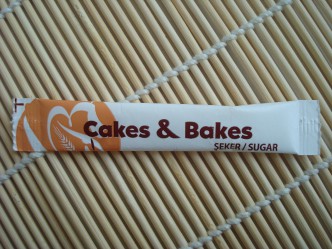 Cakes & Bakes
ŞEKER / SUGAR